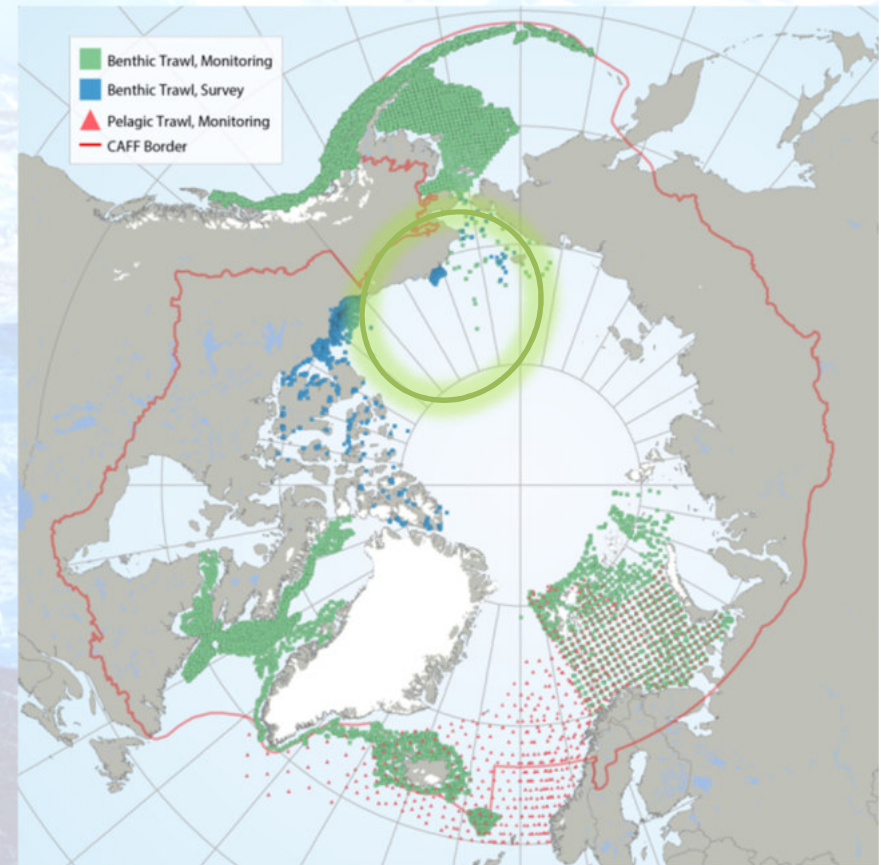 Benthic Trawl, Monitoring
Benthic Trawl, Survey
Pelagic Trawl, Monitoring
CAFF Border